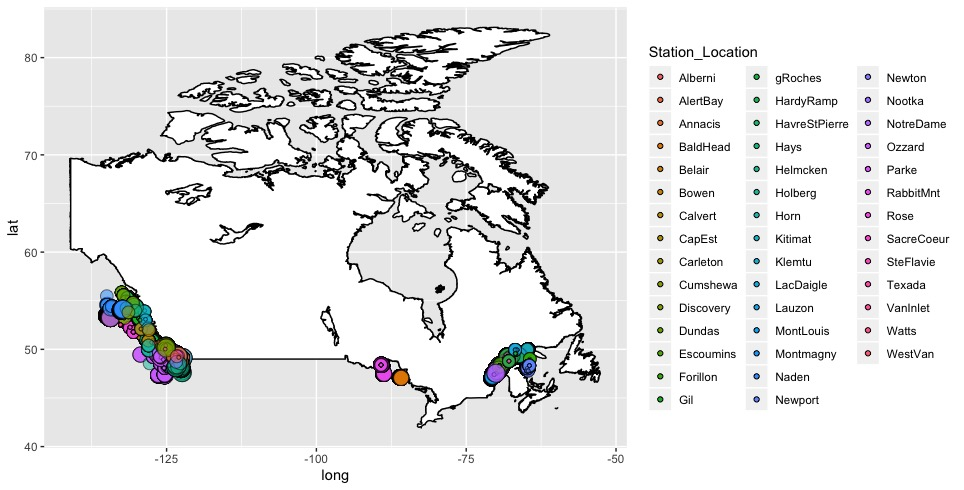 80
70
60
50
40
lat
-125
-100
-75
-50
long
Station_Location
Alberni
AlertBay
Annacis
BaldHead
Belair
Bowen
Calvert
CapEst
Carleton
Cumshewa
Discovery
Dundas
Escoumins
Forillon
Gil
gRoches
HardyRamp
HavreStPierre
Hays
Helmcken
Holberg
Horn
Kitimat
Klemtu
LacDaigle
Lauzon
MontLouis
Montmagny
Naden
Newport
Newton
Nootka
NotreDame
Ozzard
Parke
RabbitMnt
Rose
SacreCoeur
SteFlavie
Texada
VanInlet
Watts
WestVan